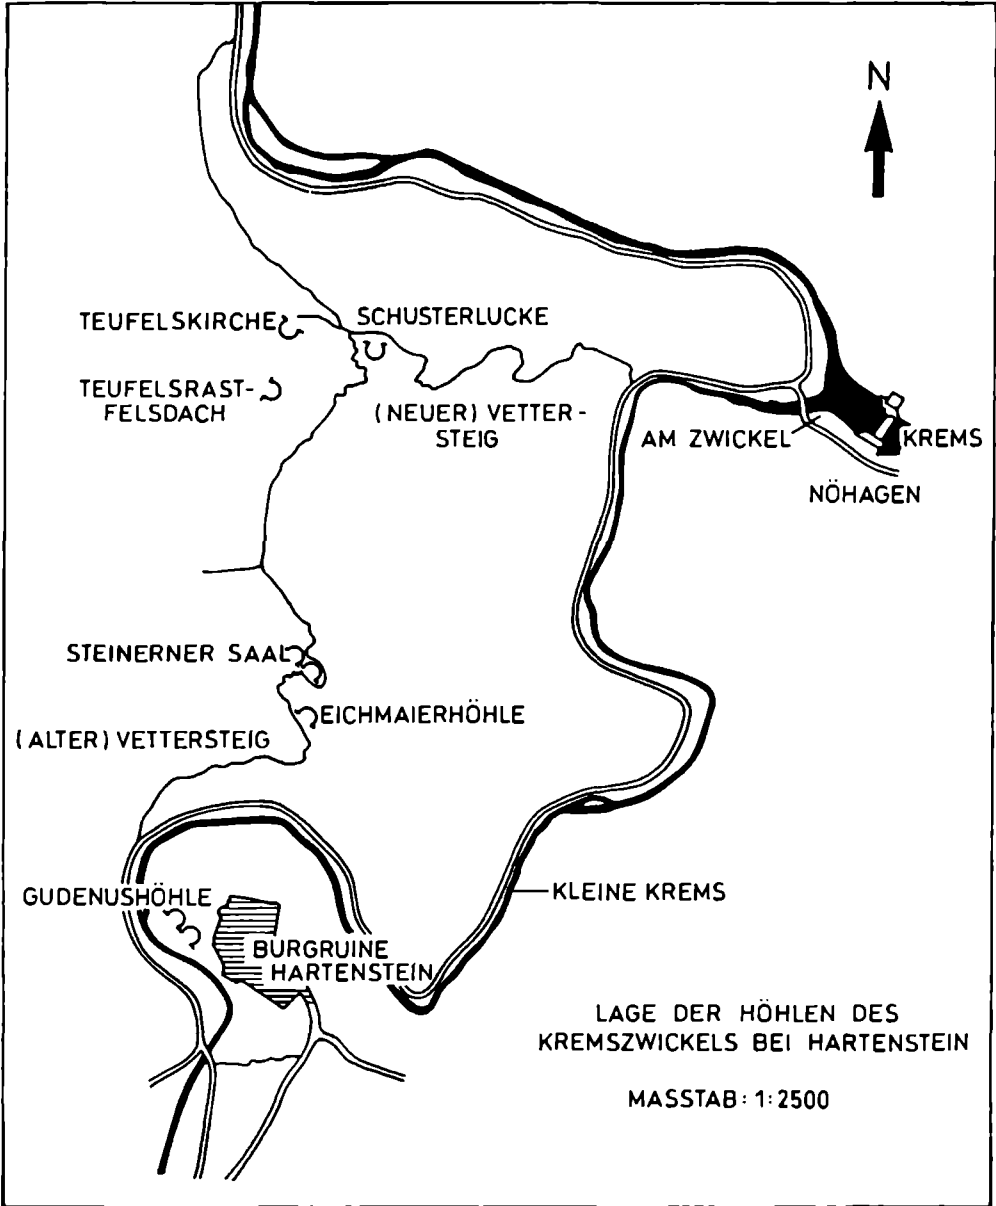 N
TEUFELSKIRCHE
SCHUSTERLUCKE
TEUFELSRAST-
FELSDACH
(NEUER) VETTER-
STEIG
AM ZWICKEL
KREMS
NÖHAGEN
STEINERNER SAAL
EICHMAIERHÖHLE
(ALTER) VETTERSTEIG
GUDENUSHÖHLE
KLEINE KREMS
BURGRUINE
HARTENSTEIN
LAGE DER HÖHLEN DES
KREMSZWICKELS BEI HARTENSTEIN
MASSTAB: 1:2500